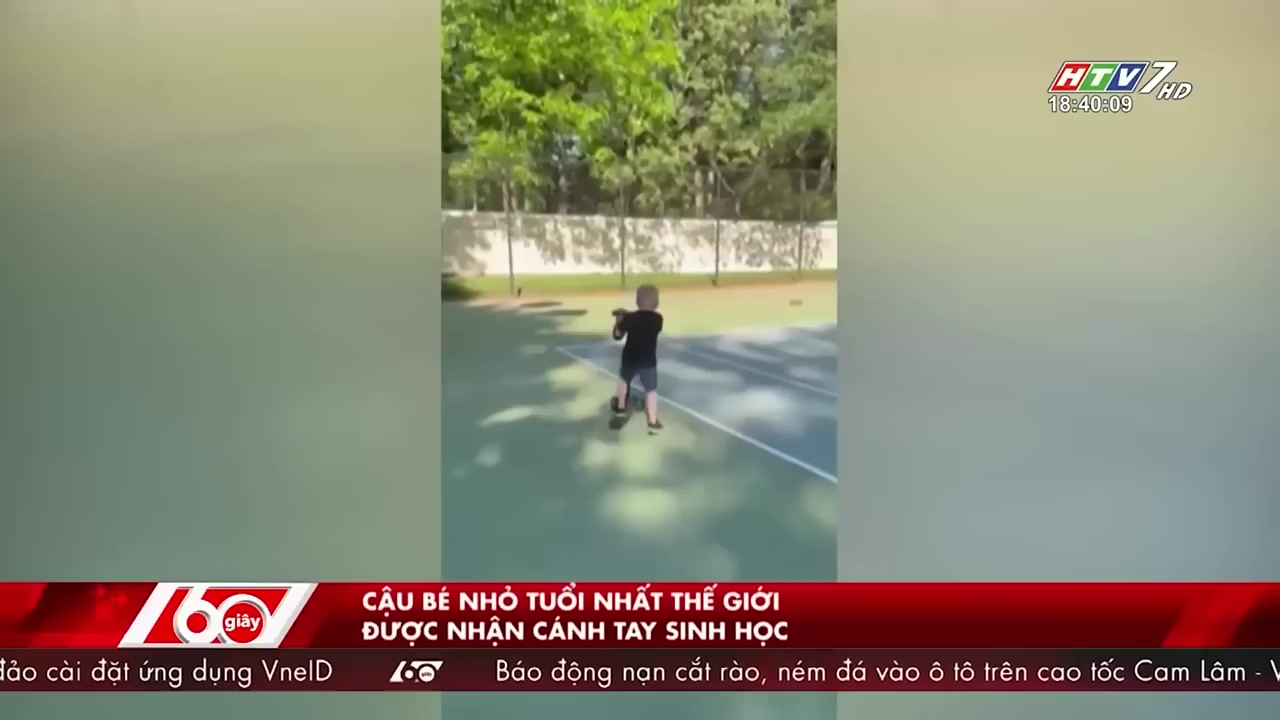 HTV7 HD
18:40:09
60 giây
CẬU BÉ NHỎ TUỔI NHẤT THẾ GIỚI
ĐƯỢC NHẬN CÁNH TAY SINH HỌC
đảo cài đặt ứng dụng VneID
60 giây
Báo động nạn cắt rào, ném đá vào ô tô trên cao tốc Cam Lâm -